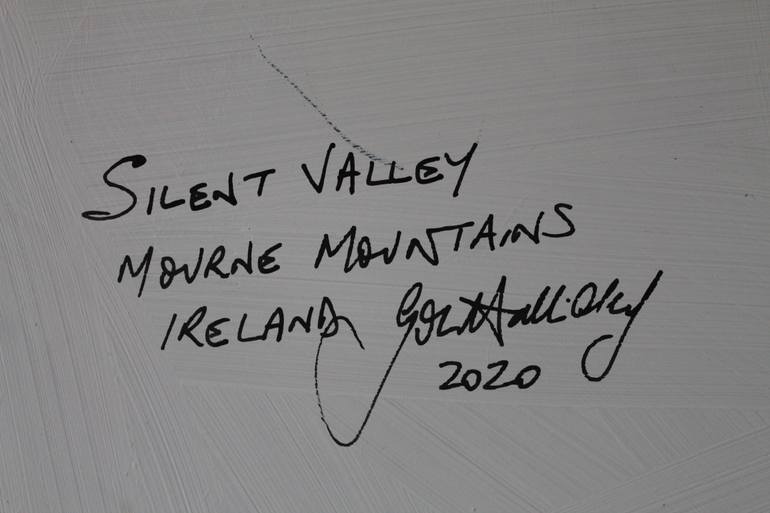 SILENT VALLEY
MOURNE MOUNTAINS
IRELAND
2020